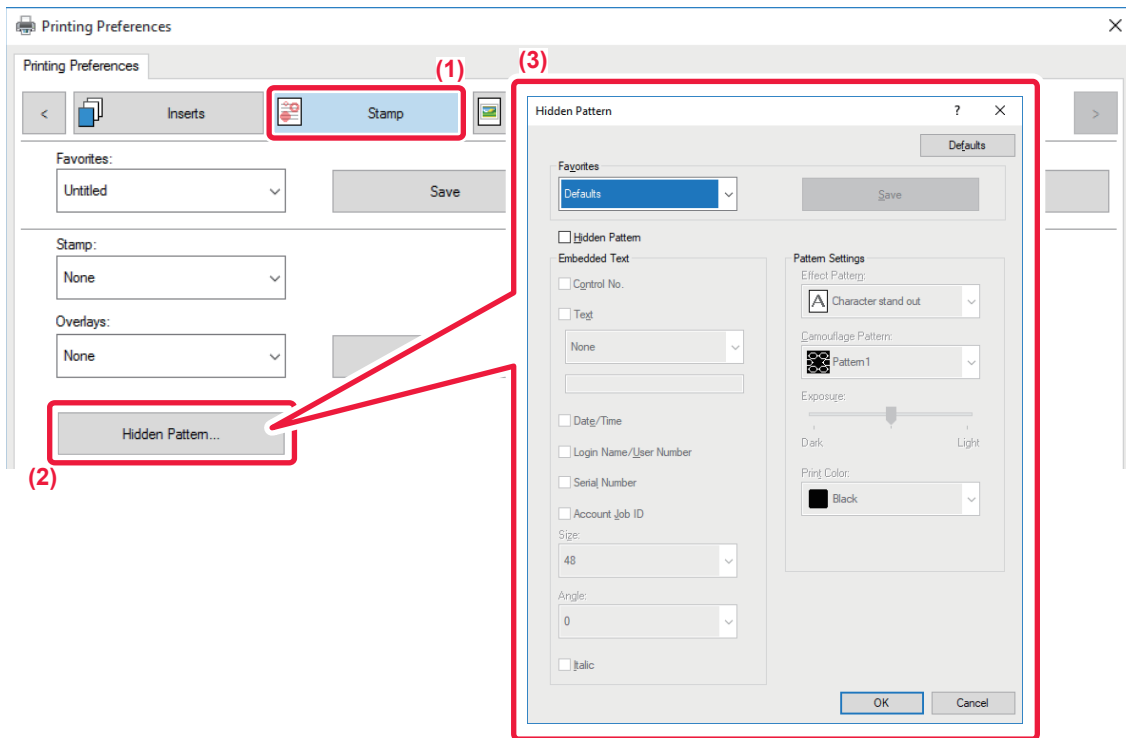 Printing Preferences
Printing Preferences
(1)
(3)
<
Inserts
Stamp
>
Favorites:
Untitled
Save
Stamp:
None
Overlays:
None
Hidden Pattern...
(2)
Hidden Pattern
?
Defaults
Favorites
Defaults
Save
Hidden Pattern
Embedded Text
Control No.
Text
None
Date/Time
Login Name/User Number
Serial Number
Account Job ID
Size:
48
Angle:
0
Italic
Pattern Settings
Effect Pattern:
A Character stand out
Camouflage Pattern:
Pattern1
Exposure:
Dark Light
Print Color:
Black
OK Cancel